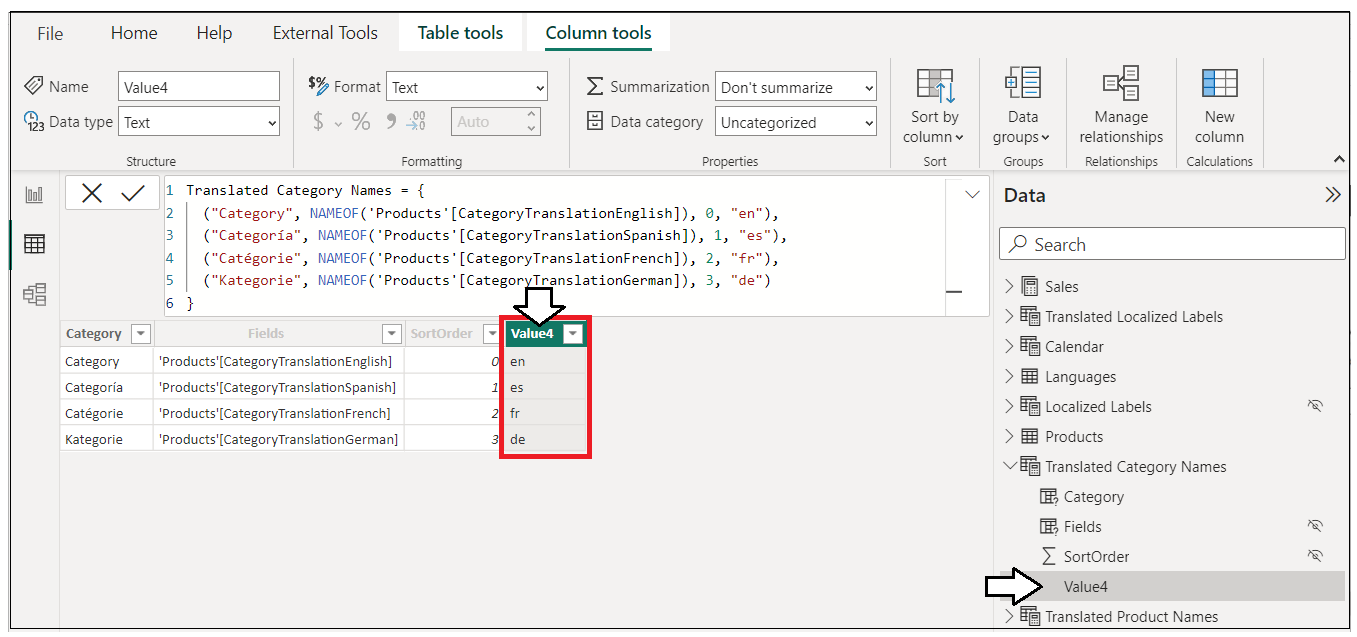 File Home Help External Tools Table tools Column tools
Name Value4
Data type Text
Structure
$% Format Text
$ % 9 .00 .0 Auto
Formatting
Summarization Don't summarize
Data category Uncategorized
Properties
Sort by
column
Sort
Data
groups
Groups
Manage
relationships
Relationships
New
column
Calculations
1 Translated Category Names = {
2 ("Category", NAMEOF('Products'[CategoryTranslationEnglish]), 0, "en"),
3 ("Categoría", NAMEOF('Products'[CategoryTranslationSpanish]), 1, "es"),
4 ("Catégorie", NAMEOF('Products'[CategoryTranslationFrench]), 2, "fr"),
5 ("Kategorie", NAMEOF('Products'[CategoryTranslationGerman]), 3, "de")
6 }
Category Fields SortOrder Value4
Category 'Products'[CategoryTranslationEnglish] 0 en
Categoría 'Products'[CategoryTranslationSpanish] 1 es
Catégorie 'Products'[CategoryTranslationFrench] 2 fr
Kategorie 'Products'[CategoryTranslationGerman] 3 de
Data
Search
Sales
Translated Localized Labels
Calendar
Languages
Localized Labels
Products
Translated Category Names
Category
Fields
SortOrder
Value4
Translated Product Names